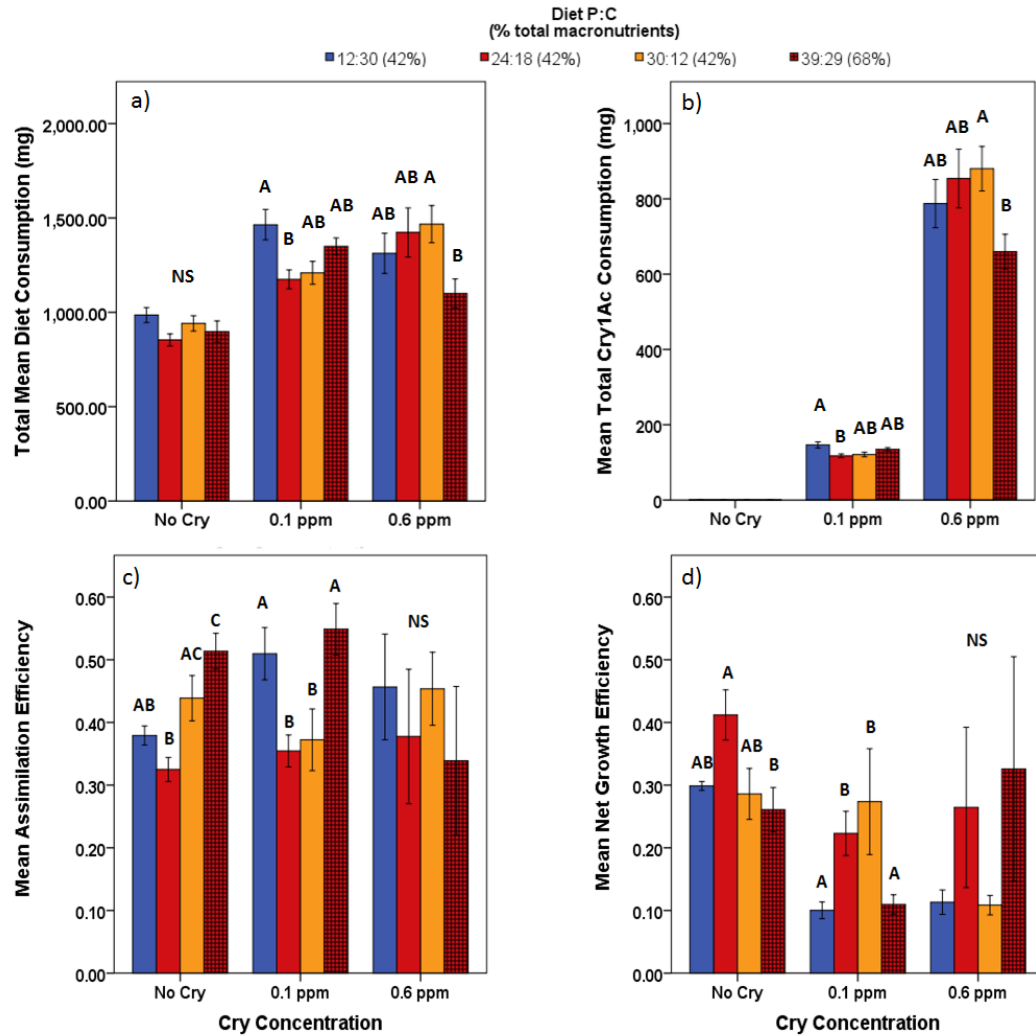 Diet P:C
(% total macronutrients)
12:30 (42%) 24:18 (42%) 30:12 (42%) 39:29 (68%)
a)
Total Mean Diet Consumption (mg)
2,000.00
1,500.00
1,000.00
500.00
0.00
NS
A B AB AB
AB AB A B
No Cry 0.1 ppm 0.6 ppm
b)
Mean Total Cry1Ac Consumption (mg)
1,000
800
600
400
200
0
A B AB AB
AB AB A B
No Cry 0.1 ppm 0.6 ppm
c)
Mean Assimilation Efficiency
0.60
0.50
0.40
0.30
0.20
0.10
0.00
AB B AC C
A B B A
NS
No Cry 0.1 ppm 0.6 ppm
Cry Concentration
d)
Mean Net Growth Efficiency
0.60
0.50
0.40
0.30
0.20
0.10
0.00
AB A AB B
A B B A
NS
No Cry 0.1 ppm 0.6 ppm
Cry Concentration